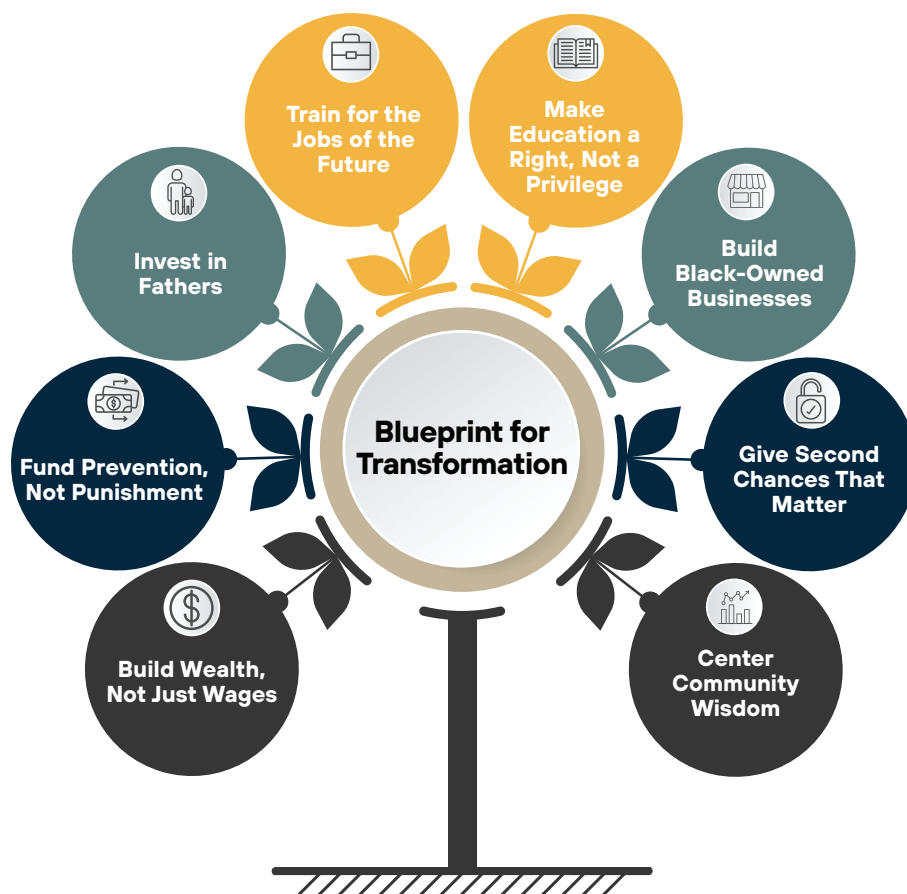 Train for the
Jobs of the
Future
Make
Education a
Right, Not a
Privilege
Invest in
Fathers
Build
Black-Owned
Businesses
Blueprint for
Transformation
Fund Prevention,
Not Punishment
Give Second
Chances That
Matter
Build Wealth,
Not Just Wages
Center
Community
Wisdom